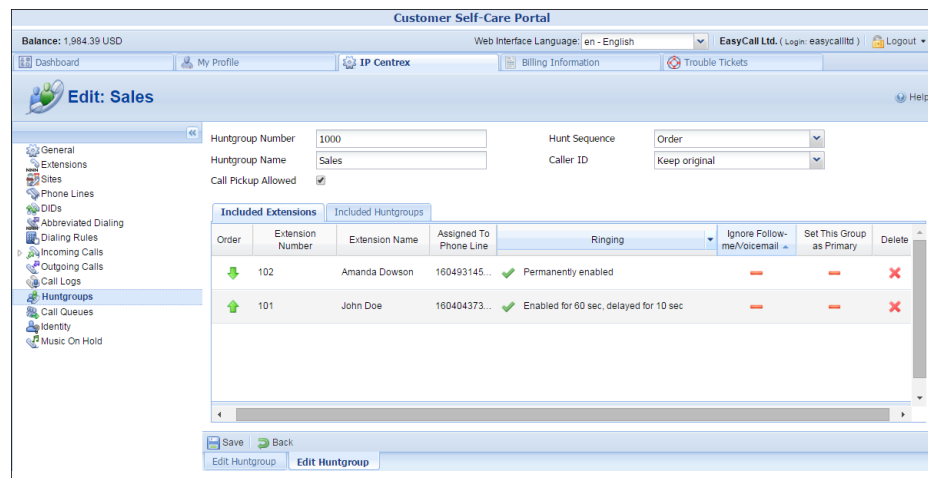 Customer Self-Care Portal
Balance: 1,984.39 USD Web Interface Language: en - English EasyCall Ltd. ( Login: easycallltd ) Logout
Dashboard My Profile IP Centrex Billing Information Trouble Tickets
Edit: Sales Help
Huntgroup Number 1000 Hunt Sequence Order
Huntgroup Name Sales Caller ID Keep original
Call Pickup Allowed
General
Extensions
Sites
Phone Lines
DIDs
Abbreviated Dialing
Dialing Rules
Incoming Calls
Outgoing Calls
Call Logs
Huntgroups
Call Queues
Identity
Music On Hold
Included Extensions Included Huntgroups
Order Extension Number Extension Name Assigned To Phone Line Ringing Ignore Follow-me/Voicemail Set This Group as Primary Delete
102 Amanda Dowson 160493145... Permanently enabled
101 John Doe 160404373... Enabled for 60 sec, delayed for 10 sec
Save Back
Edit Huntgroup Edit Huntgroup